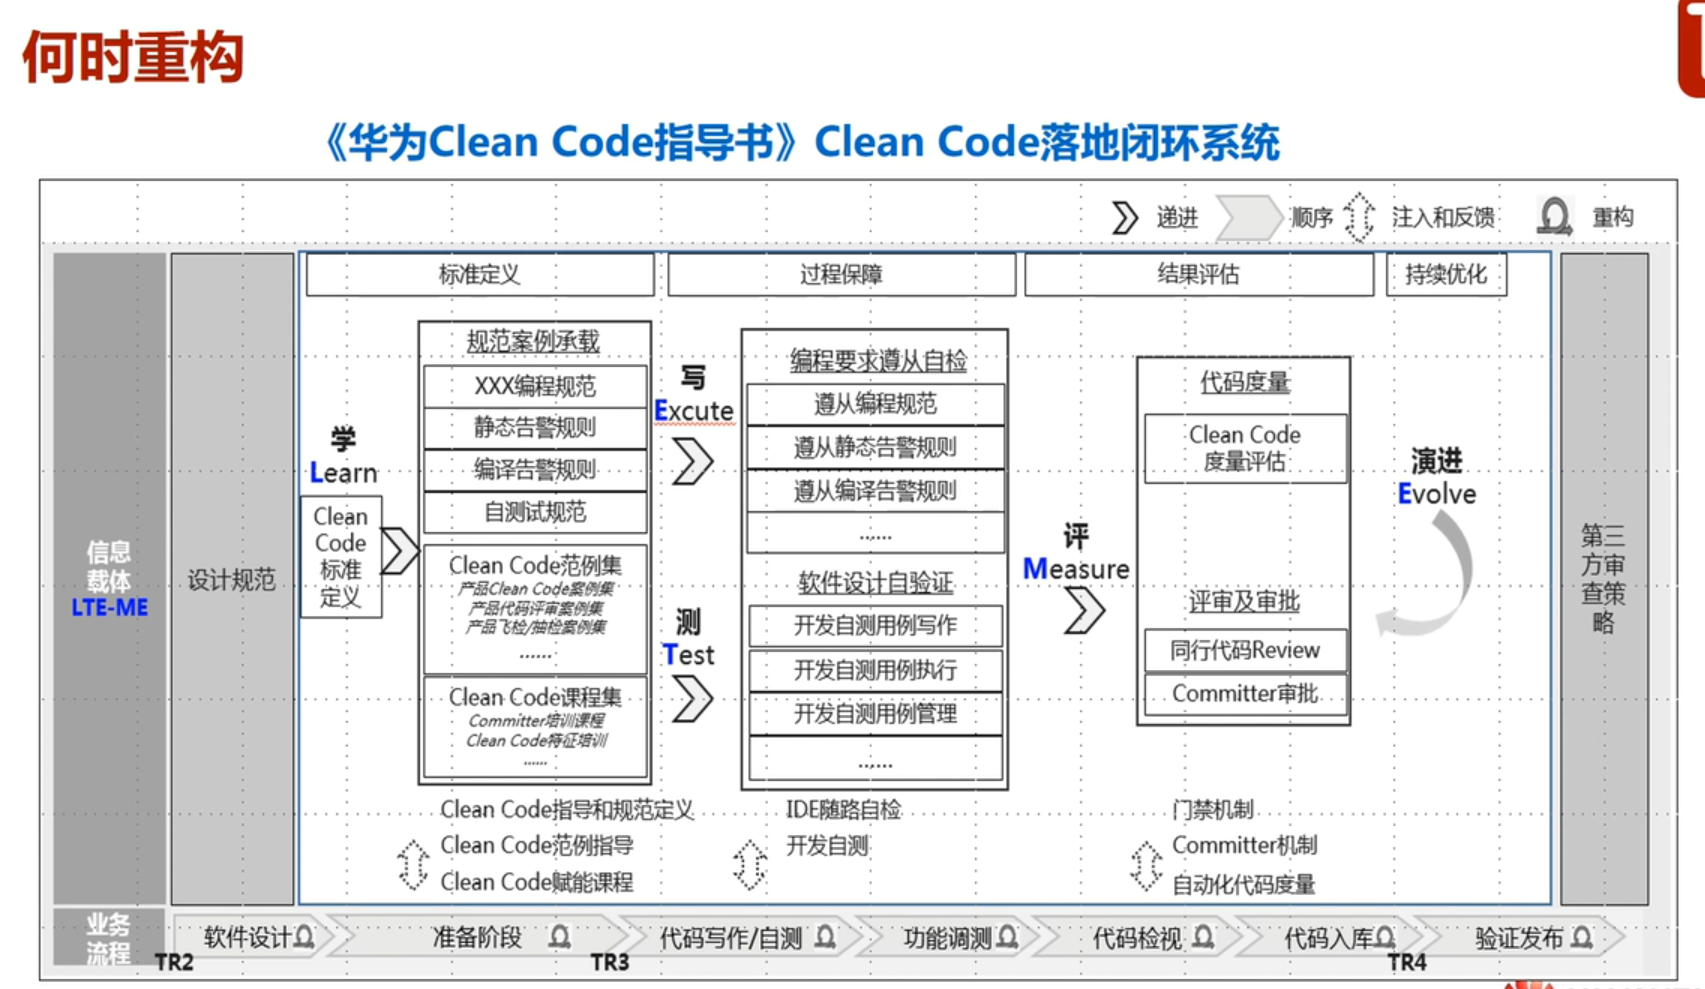 何时重构
《华为Clean Code指导书》Clean Code落地闭环系统
递进
顺序
注入和反馈
重构
标准定义
过程保障
结果评估
持续优化
信息
载体
LTE-ME
设计规范
学
Learn
Clean
Code
标准
定义
规范案例承载
XXX编程规范
静态告警规则
编译告警规则
自测试规范
Clean Code范例集
产品Clean Code案例集
产品代码评审案例集
产品飞检/抽检案例集
......
Clean Code课程集
Committer培训课程
Clean Code特征培训
......
写
Excute
测
Test
编程要求遵从自检
遵从编程规范
遵从静态告警规则
遵从编译告警规则
......
软件设计自验证
开发自测用例写作
开发自测用例执行
开发自测用例管理
......
评
Measure
代码度量
Clean Code
度量评估
评审及审批
同行代码Review
Committer审批
演进
Evolve
第三
方审
查策
略
Clean Code指导和规范定义
Clean Code范例指导
Clean Code赋能课程
IDE随路自检
开发自测
门禁机制
Committer机制
自动化代码度量
业务
流程
软件设计
准备阶段
代码写作/自测
功能调测
代码检视
代码入库
验证发布
TR2
TR3
TR4